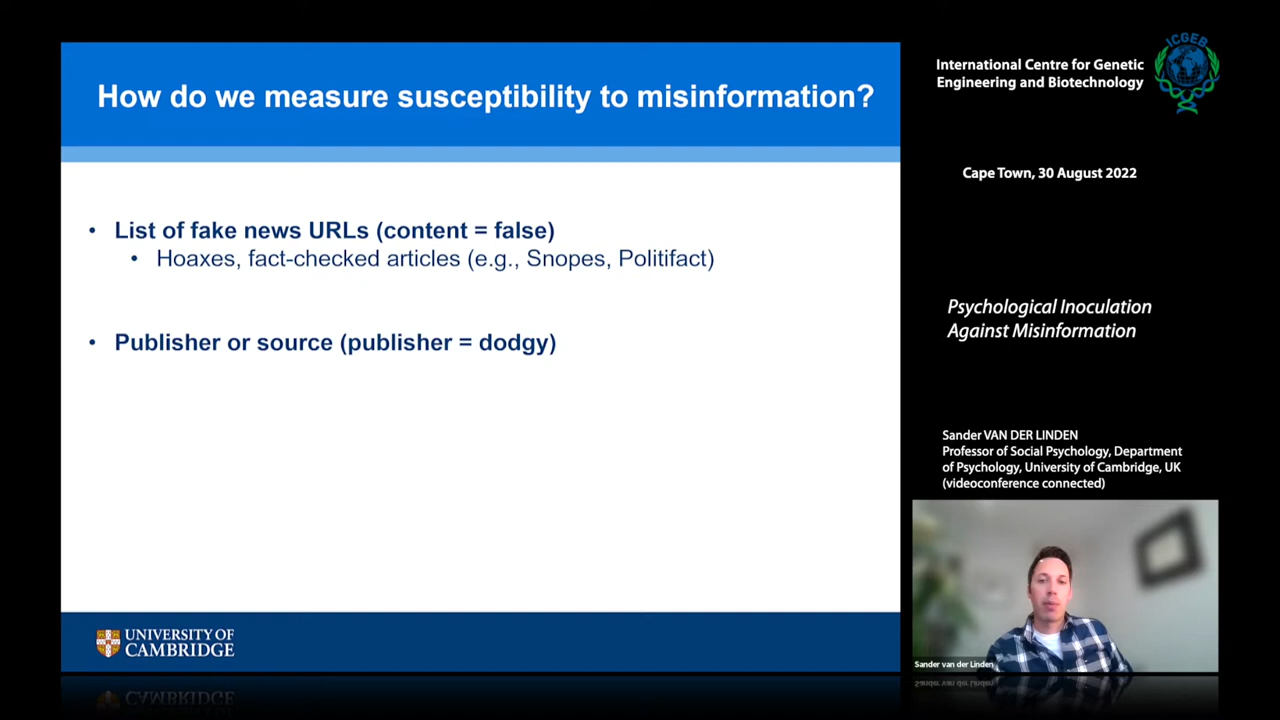 How do we measure susceptibility to misinformation?
• List of fake news URLs (content = false)
• Hoaxes, fact-checked articles (e.g., Snopes, Politifact)
• Publisher or source (publisher = dodgy)
UNIVERSITY OF
CAMBRIDGE
International Centre for Genetic
Engineering and Biotechnology
ICGEB
Cape Town, 30 August 2022
Psychological Inoculation
Against Misinformation
Sander VAN DER LINDEN
Professor of Social Psychology, Department
of Psychology, University of Cambridge, UK
(videoconference connected)
Sander van der Linden